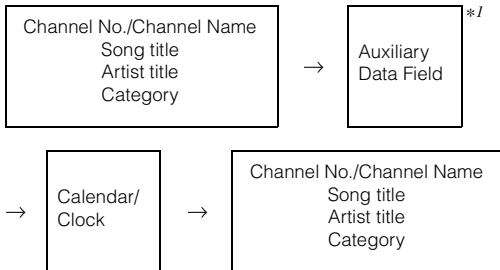 Channel No./Channel Name
Song title
Artist title
Category
→
Auxiliary
Data Field
*1
→
Calendar/
Clock
→
Channel No./Channel Name
Song title
Artist title
Category